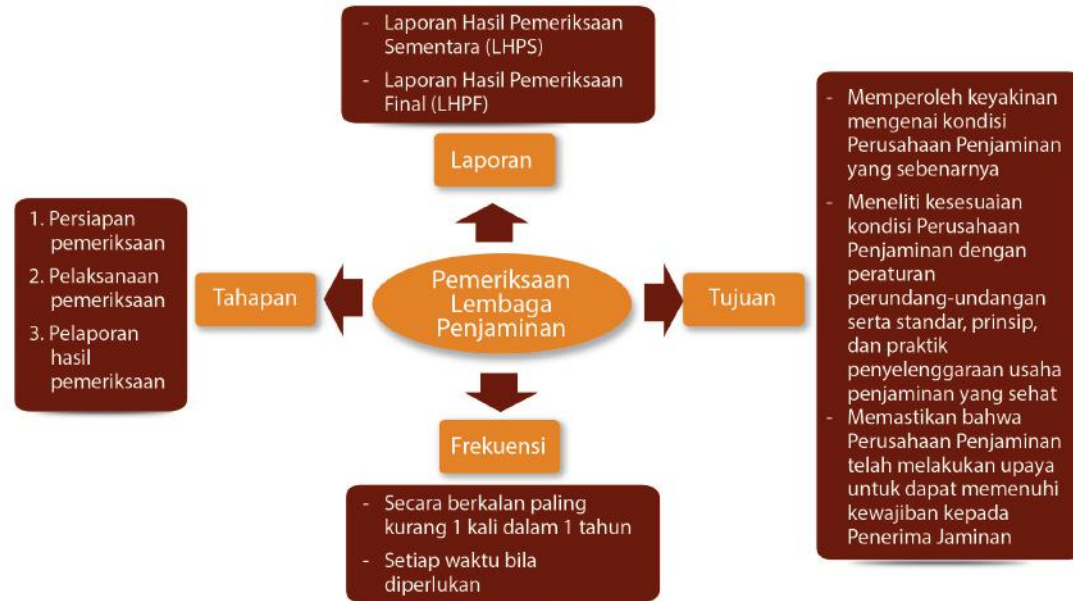 - Laporan Hasil Pemeriksaan
Sementara (LHPS)
- Laporan Hasil Pemeriksaan
Final (LHPF)
Laporan
1. Persiapan
pemeriksaan
2. Pelaksanaan
pemeriksaan
3. Pelaporan
hasil
pemeriksaan
Tahapan
Pemeriksaan
Lembaga
Penjaminan
Tujuan
- Memperoleh keyakinan
mengenai kondisi
Perusahaan Penjaminan
yang sebenarnya
- Meneliti kesesuaian
kondisi Perusahaan
Penjaminan dengan
peraturan
perundang-undangan
serta standar, prinsip,
dan praktik
penyelenggaraan usaha
penjaminan yang sehat
- Memastikan bahwa
Perusahaan Penjaminan
telah melakukan upaya
untuk dapat memenuhi
kewajiban kepada
Penerima Jaminan
Frekuensi
- Secara berkalan paling
kurang 1 kali dalam 1 tahun
- Setiap waktu bila
diperlukan